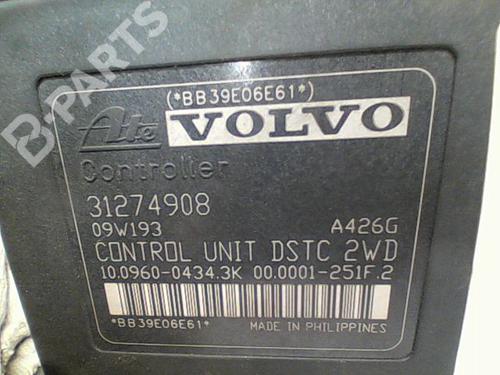 B-PARTS
(*BB39E06E61*)
Ate VOLVO
Controller
31274908
09W193 A426G
CONTROL UNIT DSTC 2WD
10.0960-0434.3K 00.0001-251F.2
*BB39E06E61* MADE IN PHILIPPINES
B-PARTS